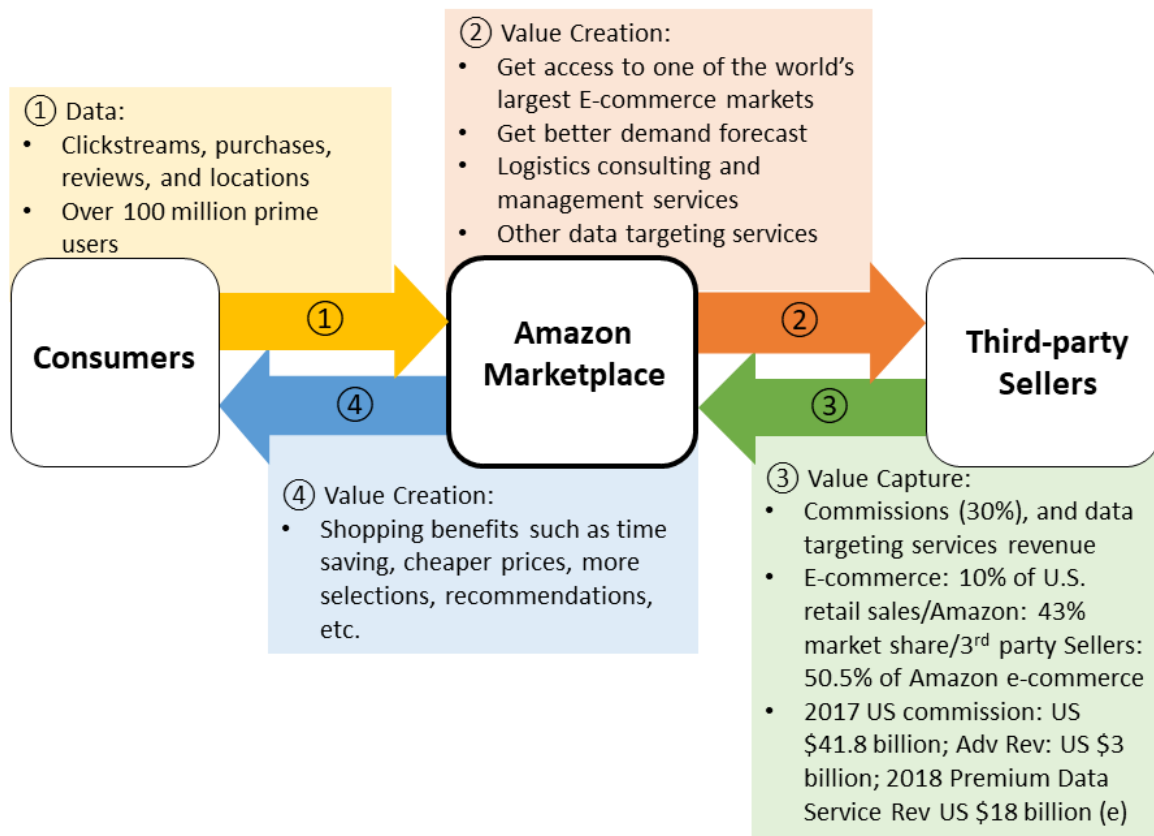 ① Data:
• Clickstreams, purchases,
reviews, and locations
• Over 100 million prime
users
② Value Creation:
• Get access to one of the world’s
largest E-commerce markets
• Get better demand forecast
• Logistics consulting and
management services
• Other data targeting services
Consumers
①
Amazon
Marketplace
②
Third-party
Sellers
④
③
④ Value Creation:
• Shopping benefits such as time
saving, cheaper prices, more
selections, recommendations,
etc.
③ Value Capture:
• Commissions (30%), and data
targeting services revenue
• E-commerce: 10% of U.S.
retail sales/Amazon: 43%
market share/3rd party Sellers:
50.5% of Amazon e-commerce
• 2017 US commission: US
$41.8 billion; Adv Rev: US $3
billion; 2018 Premium Data
Service Rev US $18 billion (e)